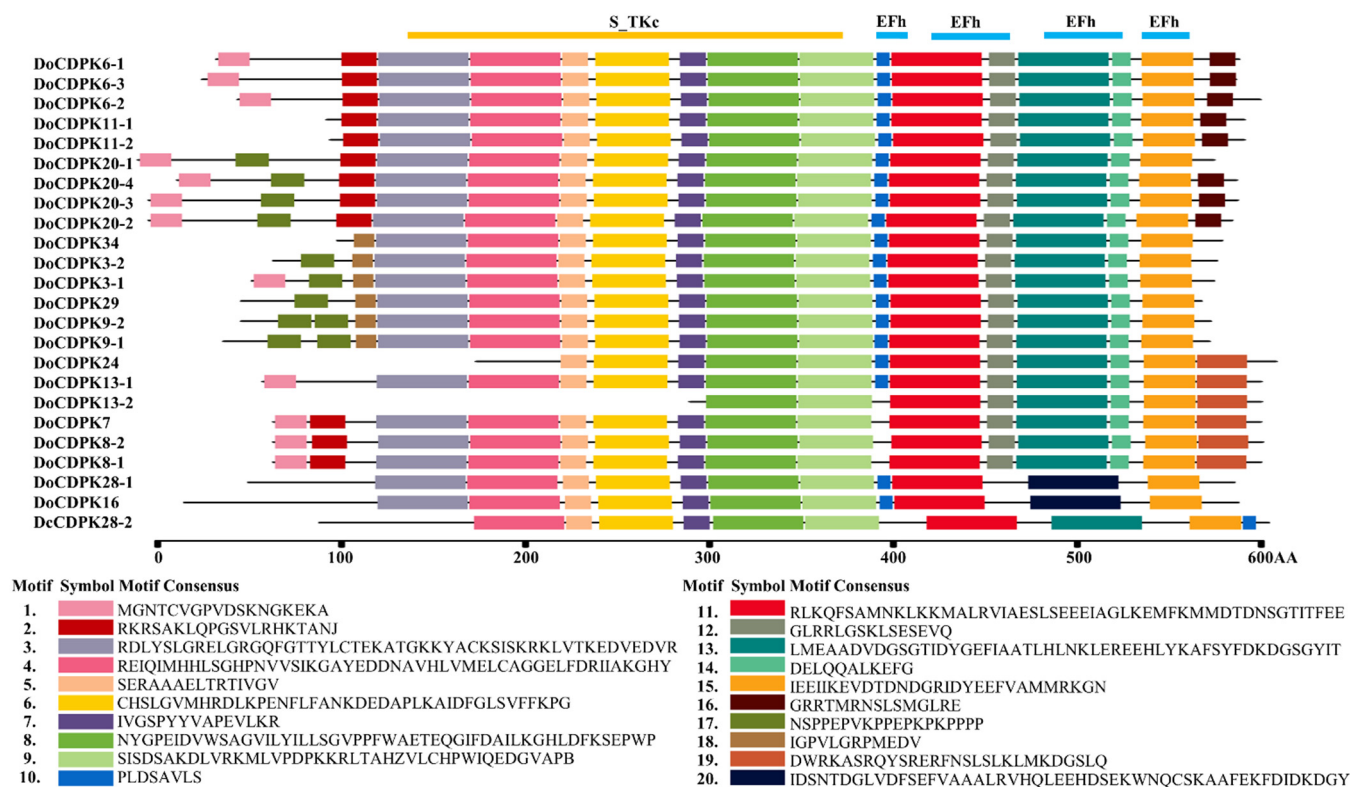 S_TKc EFh EFh EFh EFh
DoCDPK6-1
DoCDPK6-3
DoCDPK6-2
DoCDPK11-1
DoCDPK11-2
DoCDPK20-1
DoCDPK20-4
DoCDPK20-3
DoCDPK20-2
DoCDPK34
DoCDPK3-2
DoCDPK3-1
DoCDPK29
DoCDPK9-2
DoCDPK9-1
DoCDPK24
DoCDPK13-1
DoCDPK13-2
DoCDPK7
DoCDPK8-2
DoCDPK8-1
DoCDPK28-1
DoCDPK16
DcCDPK28-2
0 100 200 300 400 500 600AA
Motif Symbol Motif Consensus
1. MGNTCVGPVDSKNGKEKA
2. RKRSAKLQPGSVLRHKTANJ
3. RDLYSLGRELGRGQFGTTYLCTEKATGKKYACKSISKRKLVTKEDVEDVR
4. REIQIMHHLSGHPNVVSIKGAYEDDNAVHLVMELCAGGELFDRIIAKGHY
5. SERAAAELTRTIVGV
6. CHSLGVMHRDLKPENFLFANKDEDAPLKAIDFGLSVFFKPG
7. IVGSPYYVAPEVLKR
8. NYGPEIDVWSAGVILYILLSGVPPFWAETEQGIFDAILKGHLDFKSEPWP
9. SISDSAKDLVRKMLVPDPKKRLTAHZVLCHPWIQEDGVAPB
10. PLDSAVLS
Motif Symbol Motif Consensus
11. RLKQFSAMNKLKKMALRVIAESLSEEEIAGLKEMFKMMDTDNSGTITFEE
12. GLRRLGSKLSESEVQ
13. LMEAADVDGSGTIDYGEFIAATLHLNKLEREEHLYKAFSYFDKDGSGYIT
14. DELQQALKEFG
15. IEEIIKEVDTDNDGRIDYEEFVAMMRKGN
16. GRRTMRNSLSMGLRE
17. NSPPEPVKPPEPKPKPPPP
18. IGPVLGRPMEDV
19. DWRKASRQYSRERFNSLSLKLMKDGSLQ
20. IDSNTDGLVDFSEFVAAALRVHQLEEHDSEKWNQCSKAAFEKFDIDKDGY